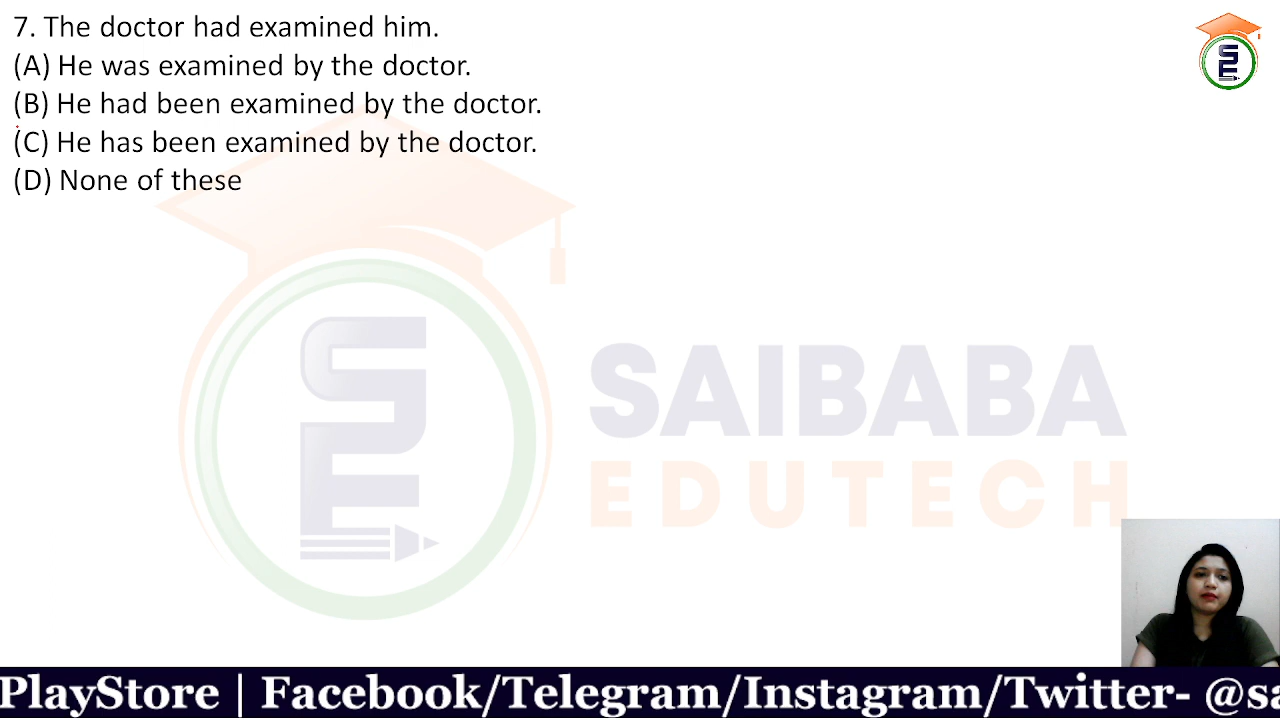 7. The doctor had examined him.
(A) He was examined by the doctor.
(B) He had been examined by the doctor.
(C) He has been examined by the doctor.
(D) None of these
SAIBABA
EDUTECH
PlayStore | Facebook/Telegram/Instagram/Twitter- @sa